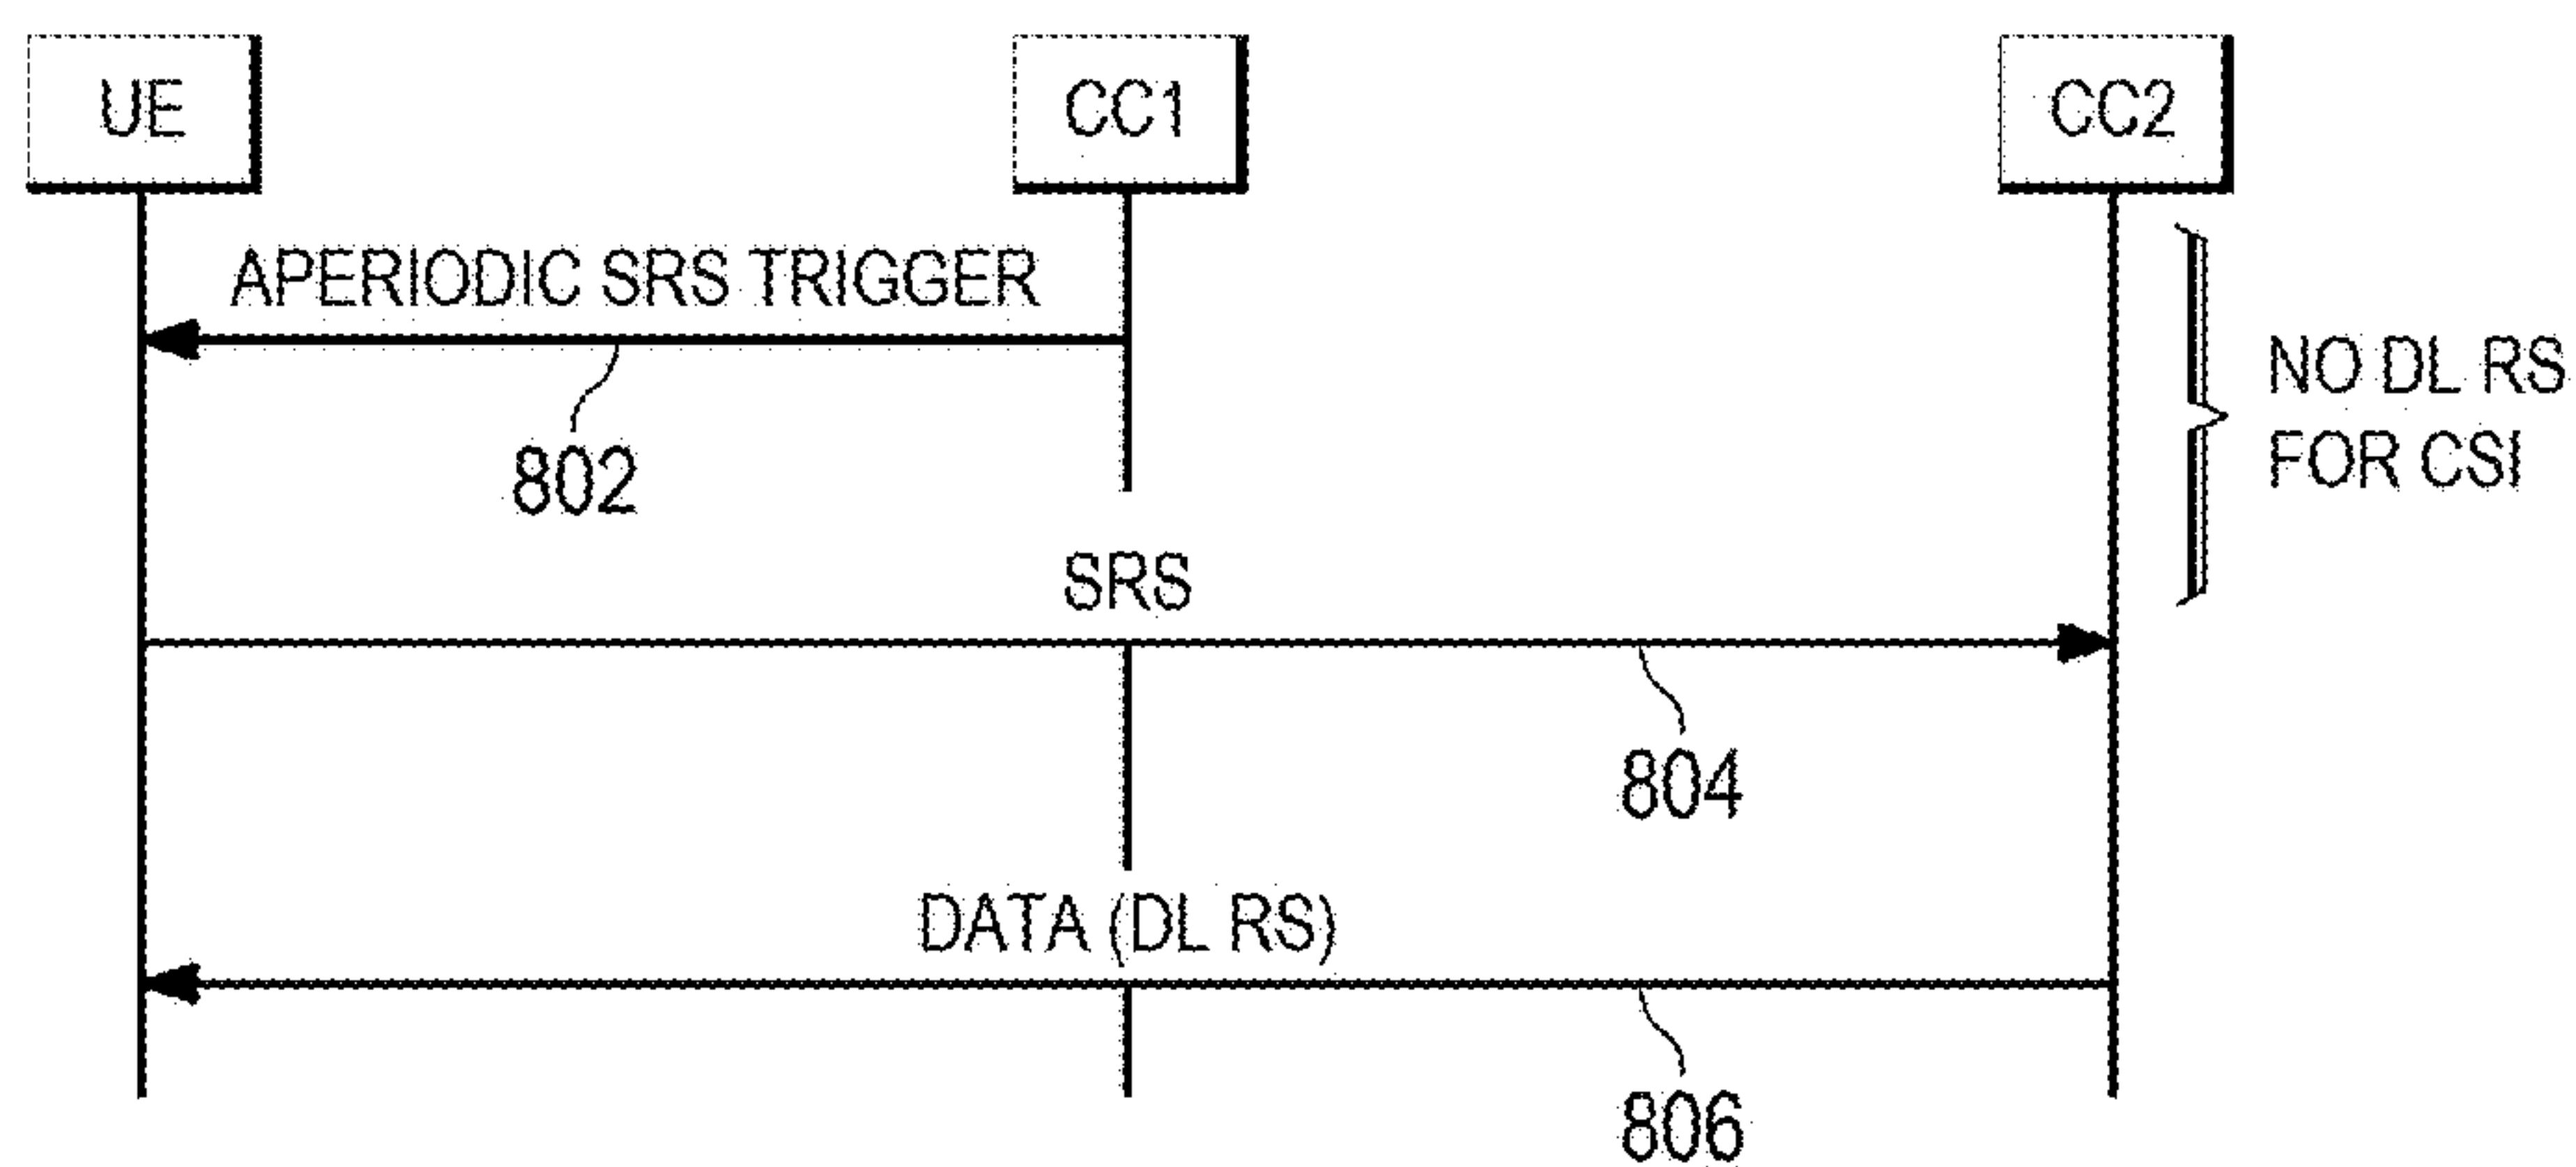 UE
CC1
CC2
APERIODIC SRS TRIGGER
802
NO DL RS
FOR CSI
SRS
804
DATA (DL RS)
806